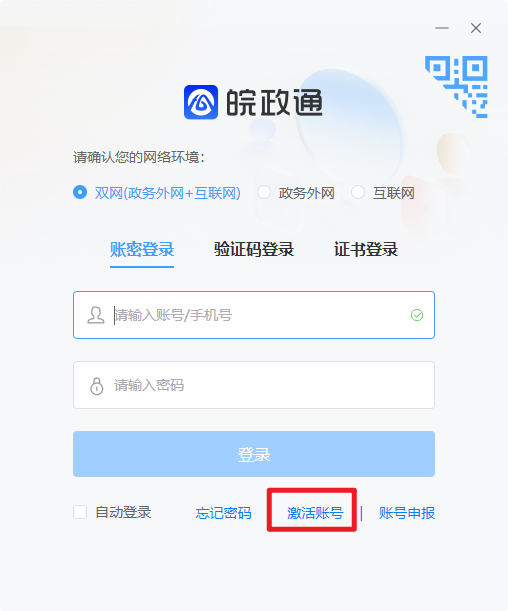 皖政通
请确认您的网络环境：
双网(政务外网+互联网) 政务外网 互联网
账密登录 验证码登录 证书登录
请输入账号/手机号
请输入密码
登录
自动登录 忘记密码 激活账号 | 账号申报